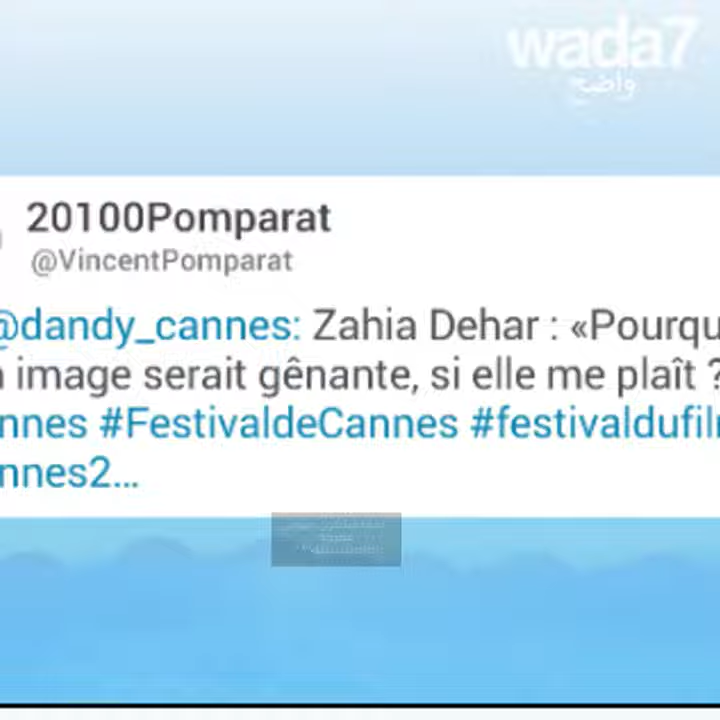 wada7
واضح
20100Pomparat
@VincentPomparat
@dandy_cannes: Zahia Dehar : «Pourqu
image serait gênante, si elle me plaît ?
nnes #FestivaldeCannes #festivaldufil
nnes2...